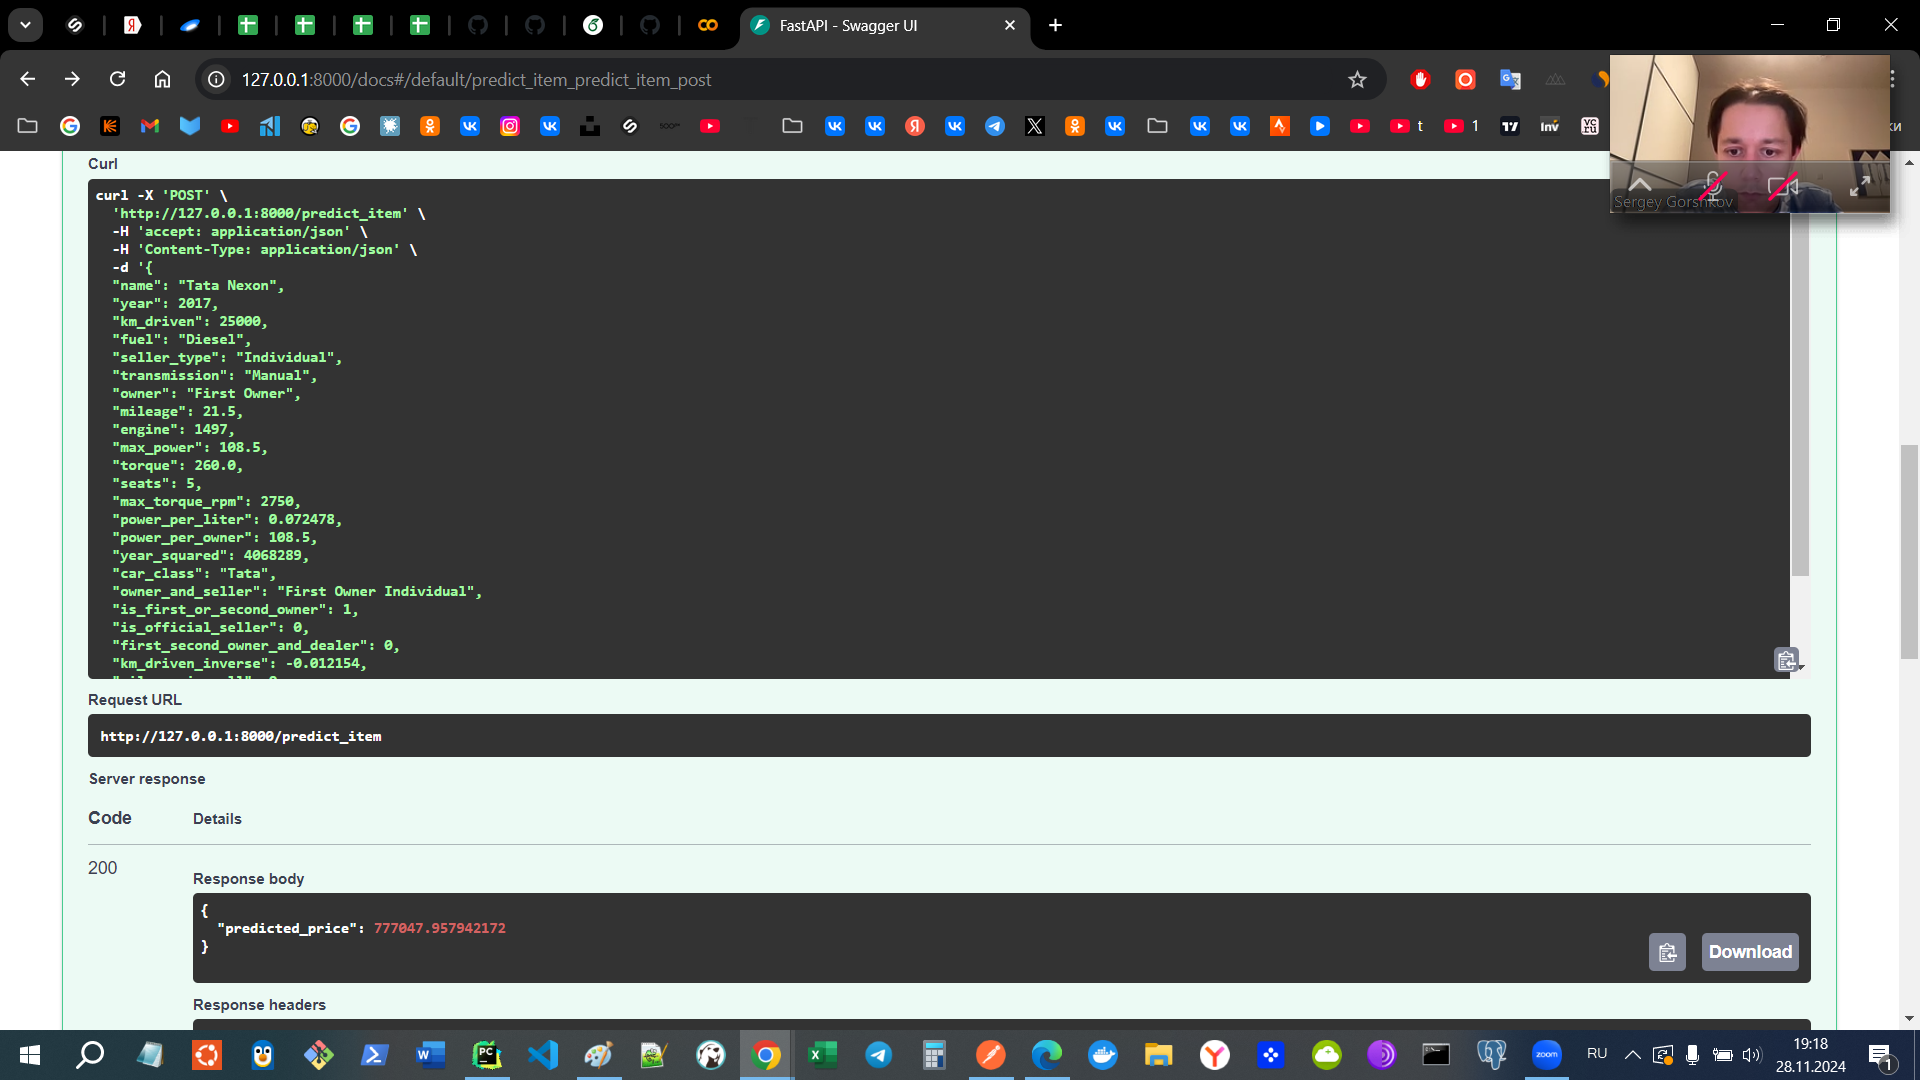 FastAPI - Swagger UI
127.0.0.1:8000/docs#/default/predict_item_predict_item_post
t
1
Sergey Gorshkov
Curl
curl -X 'POST' \
'http://127.0.0.1:8000/predict_item' \
-H 'accept: application/json' \
-H 'Content-Type: application/json' \
-d '{
"name": "Tata Nexon",
"year": 2017,
"km_driven": 25000,
"fuel": "Diesel",
"seller_type": "Individual",
"transmission": "Manual",
"owner": "First Owner",
"mileage": 21.5,
"engine": 1497,
"max_power": 108.5,
"torque": 260.0,
"seats": 5,
"max_torque_rpm": 2750,
"power_per_liter": 0.072478,
"power_per_owner": 108.5,
"year_squared": 4068289,
"car_class": "Tata",
"owner_and_seller": "First Owner Individual",
"is_first_or_second_owner": 1,
"is_official_seller": 0,
"first_second_owner_and_dealer": 0,
"km_driven_inverse": -0.012154,
Request URL
http://127.0.0.1:8000/predict_item
Server response
Code Details
200
Response body
{
"predicted_price": 777047.957942172
}
Download
Response headers
RU
19:18
28.11.2024
1